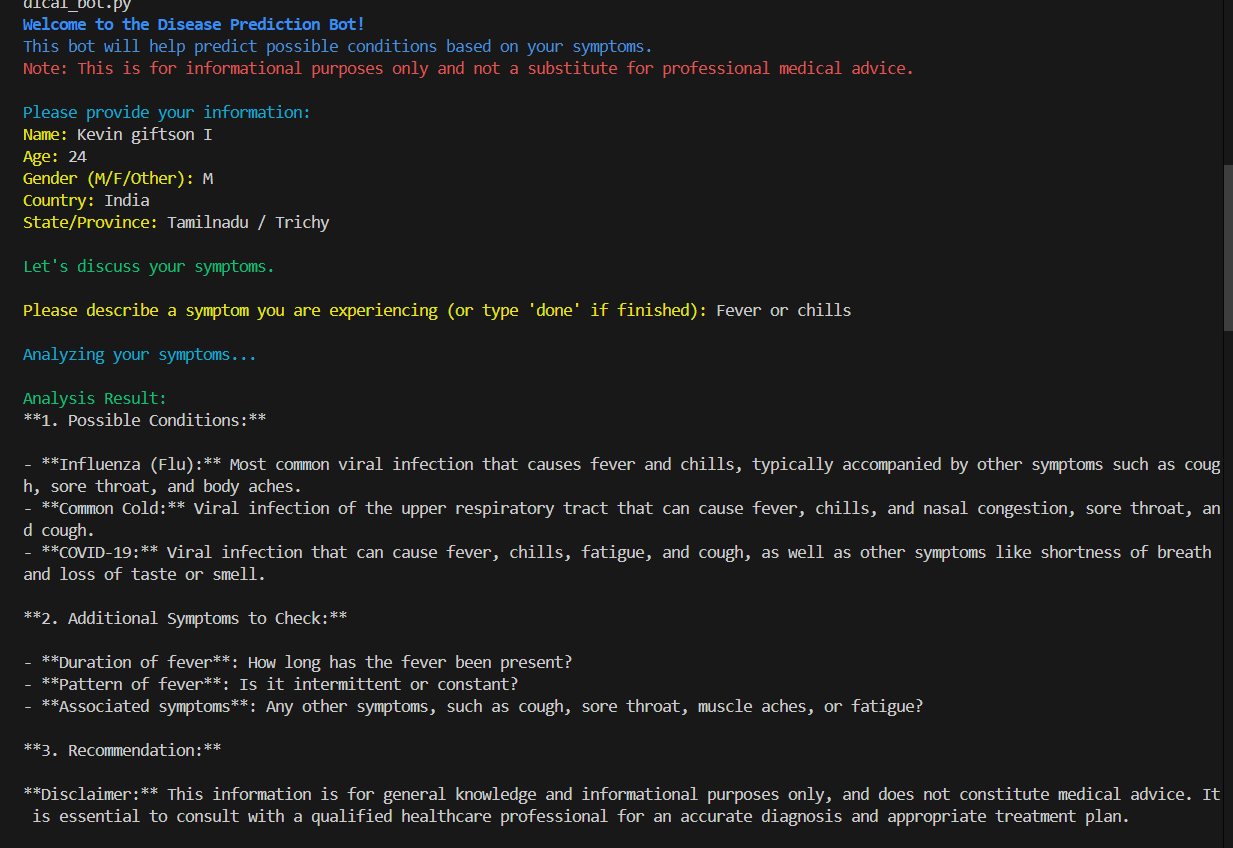 dical_bot.py
Welcome to the Disease Prediction Bot!
This bot will help predict possible conditions based on your symptoms.
Note: This is for informational purposes only and not a substitute for professional medical advice.
Please provide your information:
Name: Kevin giftson I
Age: 24
Gender (M/F/Other): M
Country: India
State/Province: Tamilnadu / Trichy
Let's discuss your symptoms.
Please describe a symptom you are experiencing (or type 'done' if finished): Fever or chills
Analyzing your symptoms...
Analysis Result:
**1. Possible Conditions:**
- **Influenza (Flu):** Most common viral infection that causes fever and chills, typically accompanied by other symptoms such as coug
h, sore throat, and body aches.
- **Common Cold:** Viral infection of the upper respiratory tract that can cause fever, chills, and nasal congestion, sore throat, an
d cough.
- **COVID-19:** Viral infection that can cause fever, chills, fatigue, and cough, as well as other symptoms like shortness of breath
and loss of taste or smell.
**2. Additional Symptoms to Check:**
- **Duration of fever**: How long has the fever been present?
- **Pattern of fever**: Is it intermittent or constant?
- **Associated symptoms**: Any other symptoms, such as cough, sore throat, muscle aches, or fatigue?
**3. Recommendation:**
**Disclaimer:** This information is for general knowledge and informational purposes only, and does not constitute medical advice. It
is essential to consult with a qualified healthcare professional for an accurate diagnosis and appropriate treatment plan.